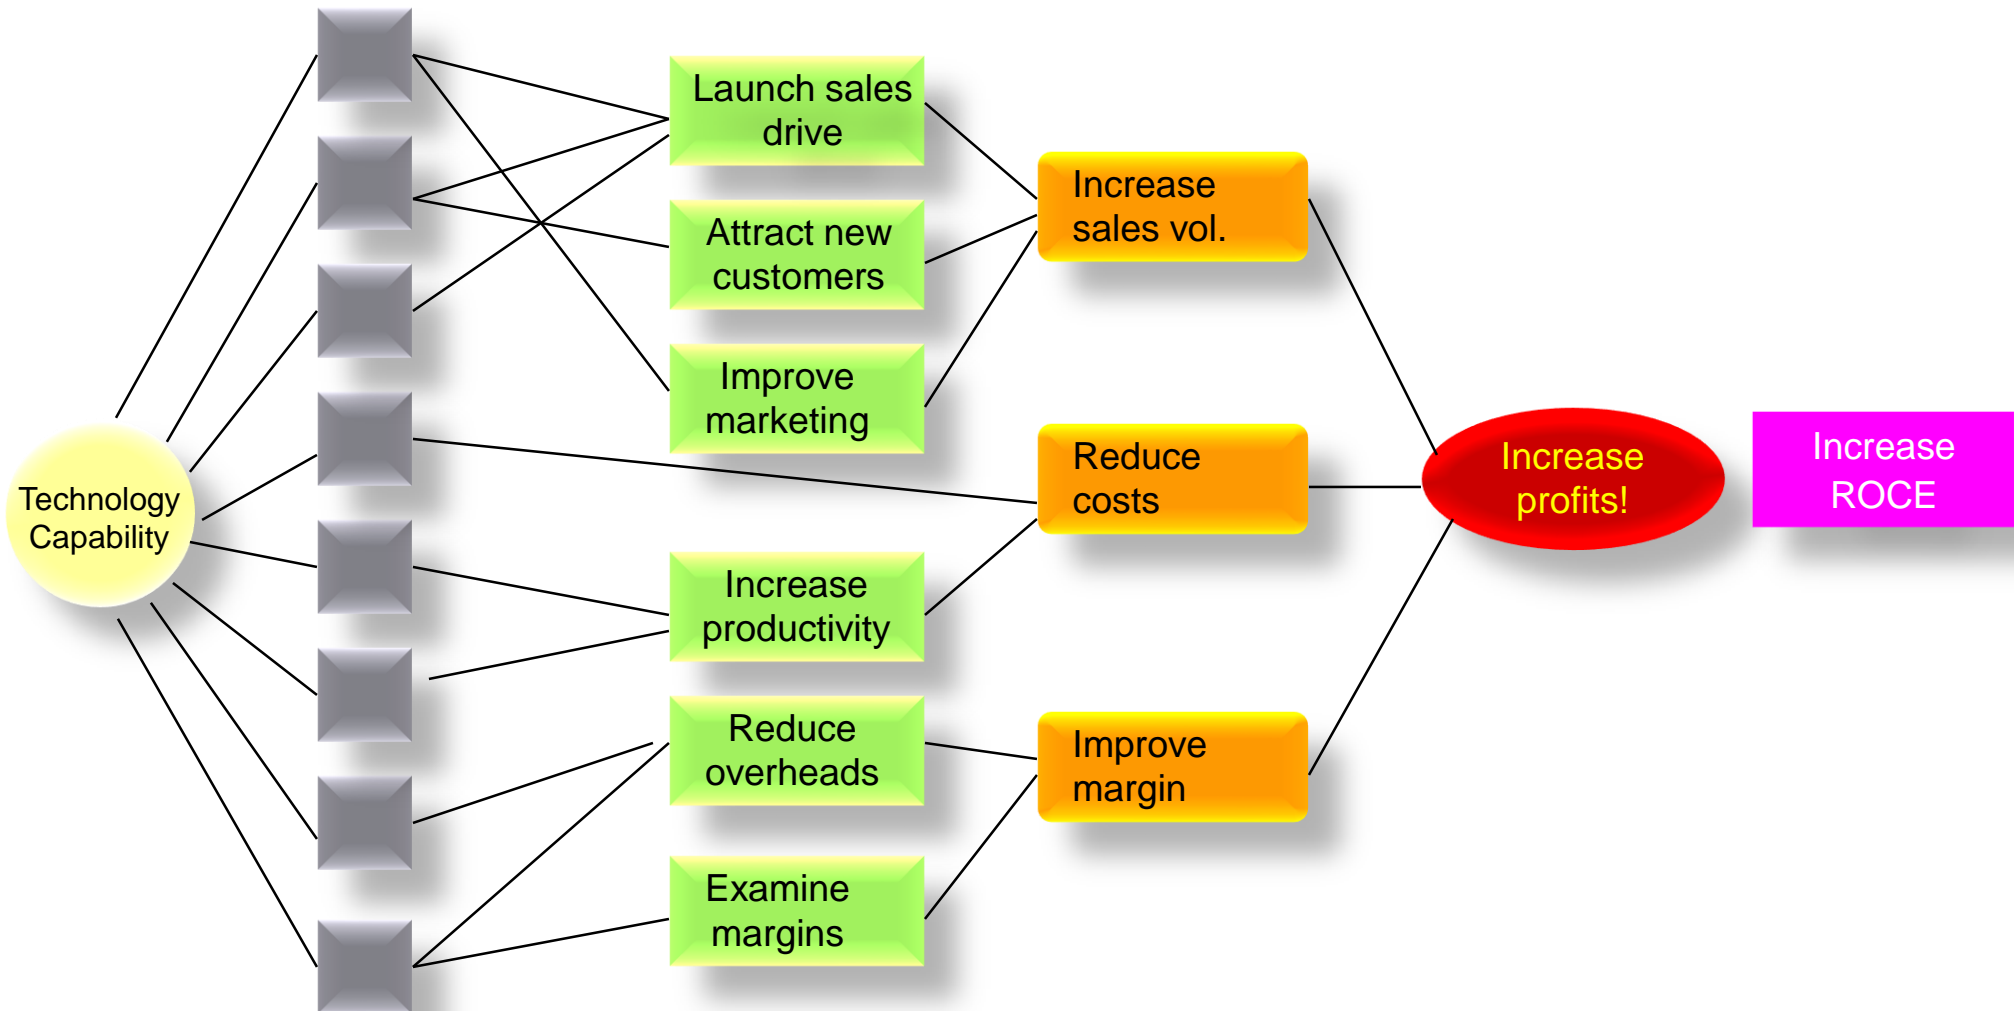 Technology
Capability
Launch sales
drive
Attract new
customers
Improve
marketing
Increase
productivity
Reduce
overheads
Examine
margins
Increase
sales vol.
Reduce
costs
Improve
margin
Increase
profits!
Increase
ROCE